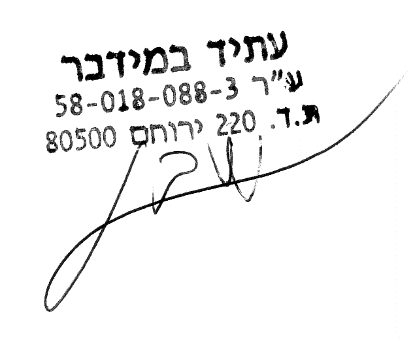 עתיד במידבר
ע"ר 58-018-088-3
ת.ד. 220 ירוחם 80500